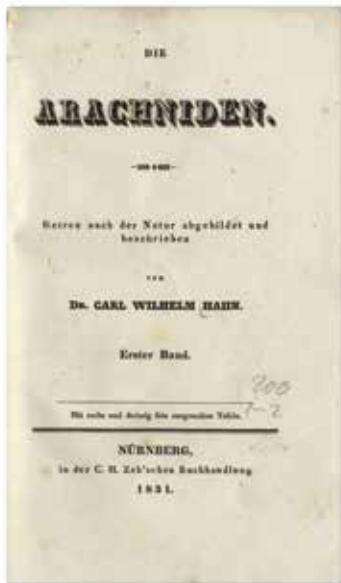 DIE
ARACHNIDEN.
Getreu nach der Natur abgebildet und
beschrieben
von
DR. CARL WILHELM HAHN.
Erster Band.
Mit sechs und dreissig fein ausgemalten Tafeln.
NÜRNBERG,
in der C. H. Zeh'schen Buchhandlung
1831.